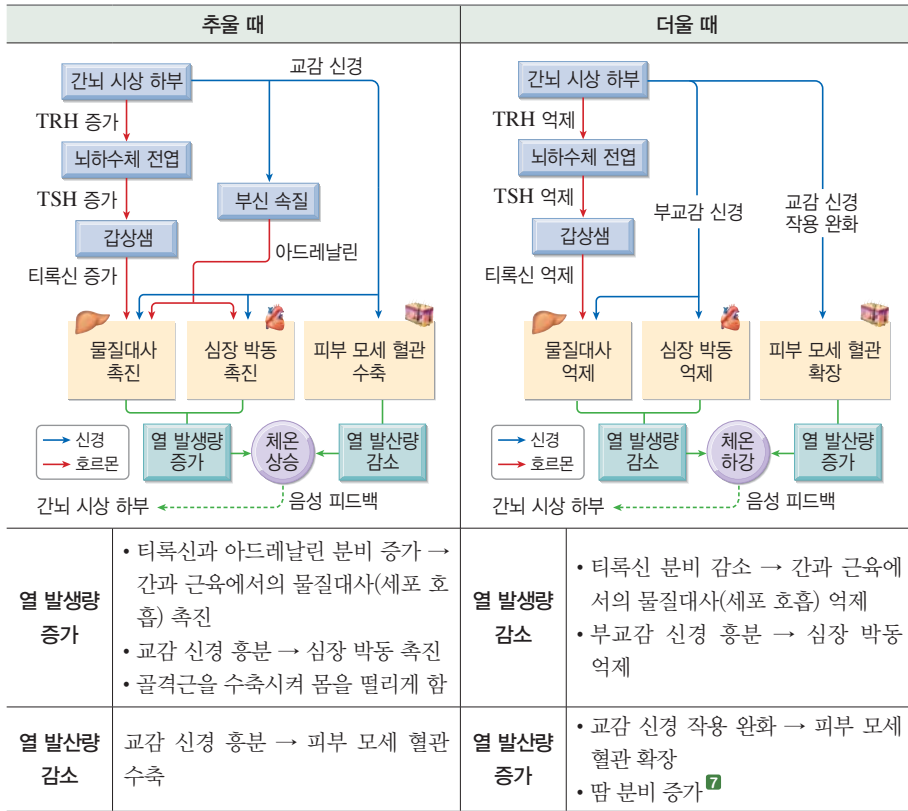 추울 때
더울 때
교감 신경
간뇌 시상 하부
TRH 증가
뇌하수체 전엽
TSH 증가
부신 속질
갑상샘
아드레날린
티록신 증가
물질대사
촉진
심장 박동
촉진
피부 모세 혈관
수축
신경
호르몬
열 발생량
증가
체온
상승
열 발산량
감소
간뇌 시상 하부
음성 피드백
간뇌 시상 하부
TRH 억제
뇌하수체 전엽
TSH 억제
부교감 신경
교감 신경
작용 완화
갑상샘
티록신 억제
물질대사
억제
심장 박동
억제
피부 모세 혈관
확장
신경
호르몬
열 발생량
감소
체온
하강
열 발산량
증가
간뇌 시상 하부
음성 피드백
열 발생량
증가
• 티록신과 아드레날린 분비 증가 →
간과 근육에서의 물질대사(세포 호
흡) 촉진
• 교감 신경 흥분 → 심장 박동 촉진
• 골격근을 수축시켜 몸을 떨리게 함
열 발생량
감소
• 티록신 분비 감소 → 간과 근육에
서의 물질대사(세포 호흡) 억제
• 부교감 신경 흥분 → 심장 박동
억제
열 발산량
감소
교감 신경 흥분 → 피부 모세 혈관
수축
열 발산량
증가
• 교감 신경 작용 완화 → 피부 모세
혈관 확장
• 땀 분비 증가 7